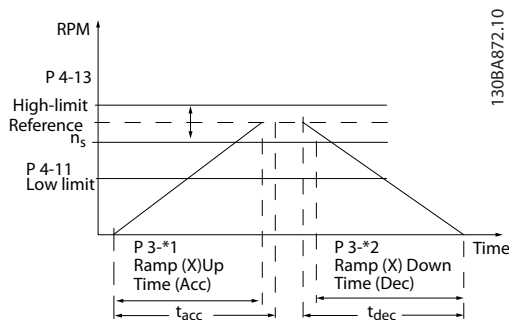 RPM
130BA872.10
P 4-13
High-limit
Reference
ns
P 4-11
Low limit
Time
P 3-*1
Ramp (X)Up
Time (Acc)
P 3-*2
Ramp (X) Down
Time (Dec)
tacc
tdec